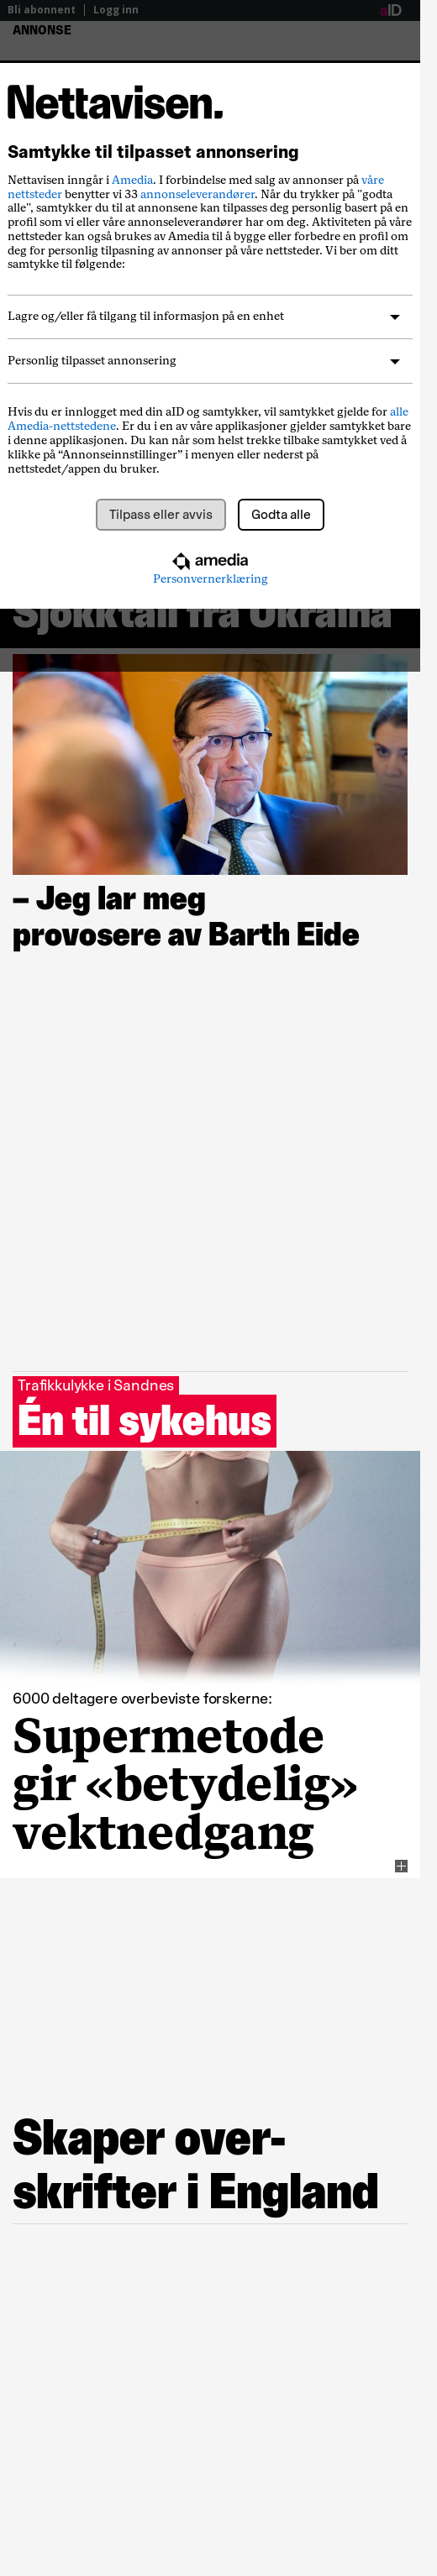 Bli abonnent
Logg inn
aID
ANNONSE
Nettavisen.
Samtykke til tilpasset annonsering
Nettavisen inngår i Amedia. I forbindelse med salg av annonser på våre
nettsteder benytter vi 33 annonseleverandører. Når du trykker på "godta
alle", samtykker du til at annonsene kan tilpasses deg personlig basert på en
profil som vi eller våre annonseleverandører har om deg. Aktiviteten på våre
nettsteder kan også brukes av Amedia til å bygge eller forbedre en profil om
deg for personlig tilpasning av annonser på våre nettsteder. Vi ber om ditt
samtykke til følgende:
Lagre og/eller få tilgang til informasjon på en enhet
Personlig tilpasset annonsering
Hvis du er innlogget med din aID og samtykker, vil samtykket gjelde for alle
Amedia-nettstedene. Er du i en av våre applikasjoner gjelder samtykket bare
i denne applikasjonen. Du kan når som helst trekke tilbake samtykket ved å
klikke på “Annonseinnstillinger” i menyen eller nederst på
nettstedet/appen du bruker.
Tilpass eller avvis
Godta alle
amedia
Personvernerklæring
Sjokktall fra Ukraina
– Jeg lar meg
provosere av Barth Eide
Trafikkulykke i Sandnes
Én til sykehus
6000 deltagere overbeviste forskerne:
Supermetode
gir «betydelig»
vektnedgang
Skaper over-
skrifter i England